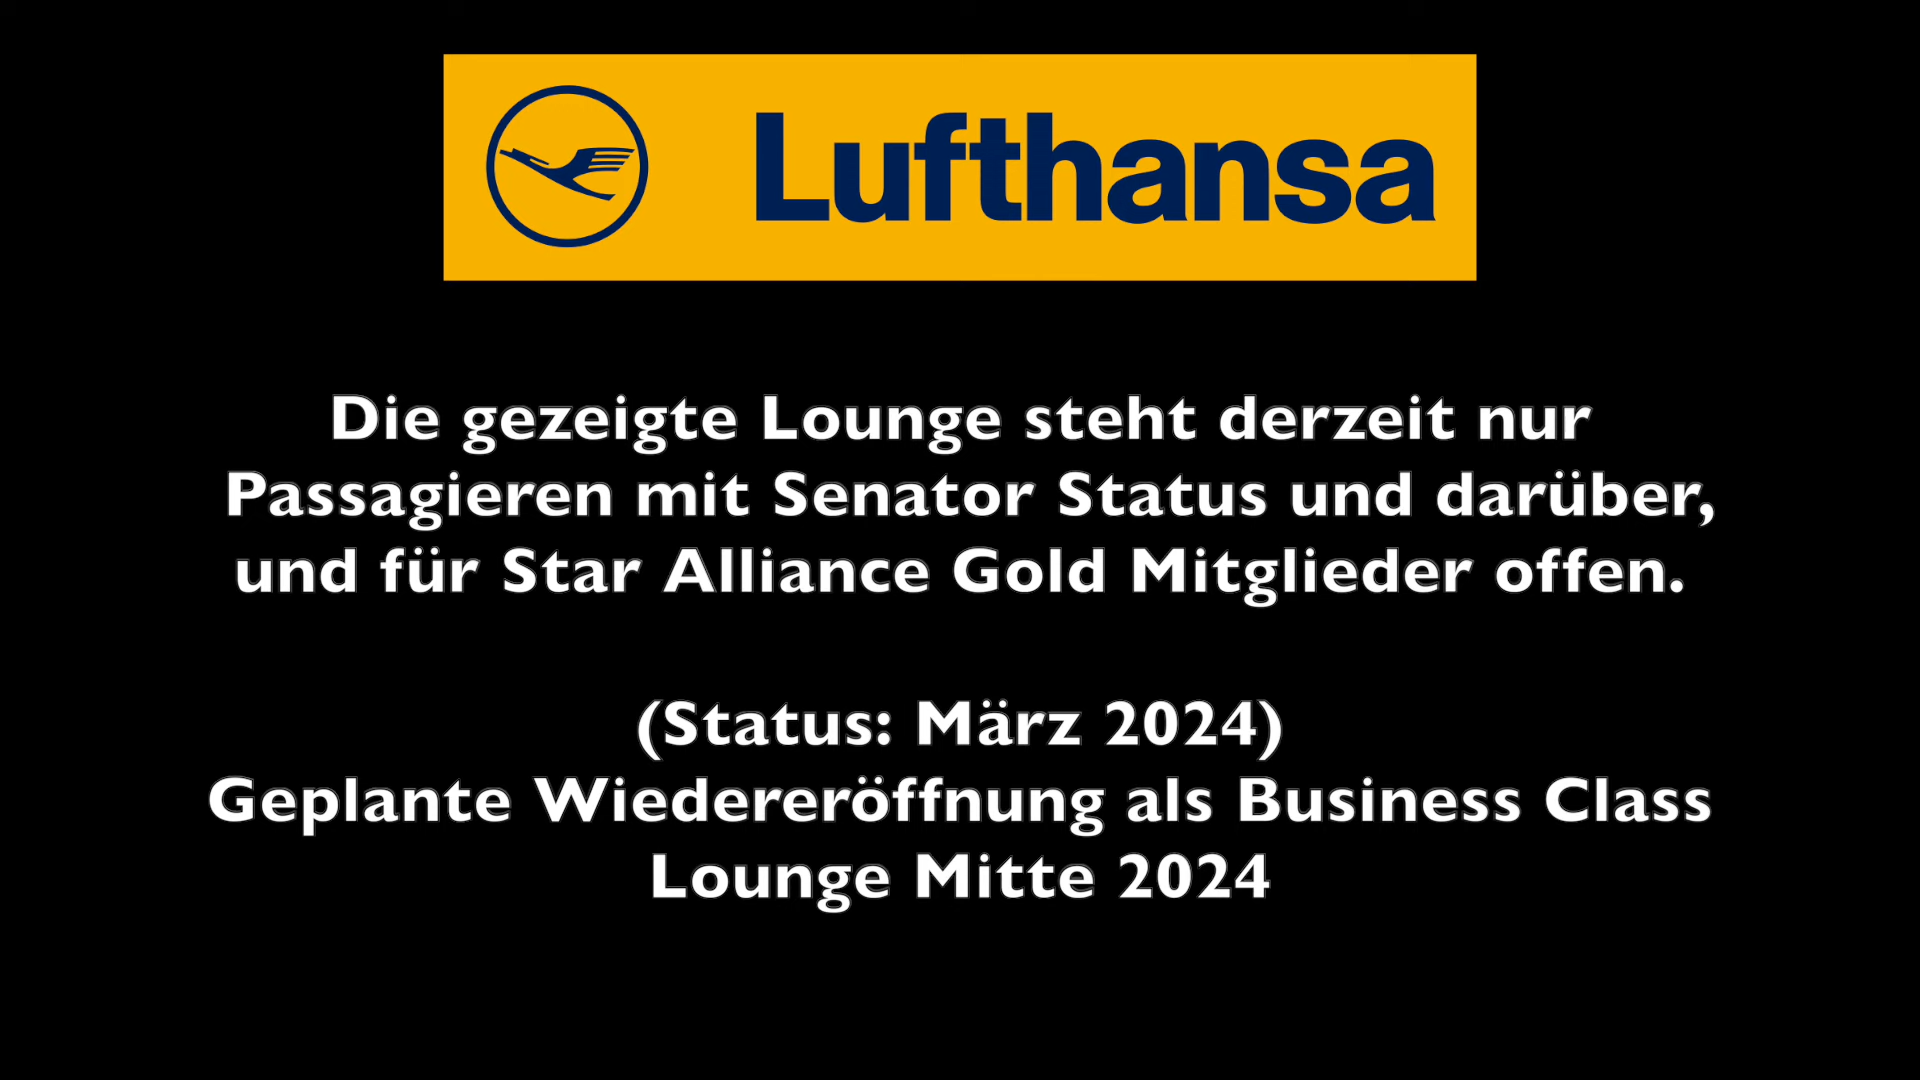 Lufthansa
Die gezeigte Lounge steht derzeit nur
Passagieren mit Senator Status und darüber,
und für Star Alliance Gold Mitglieder offen.
(Status: März 2024)
Geplante Wiedereröffnung als Business Class
Lounge Mitte 2024